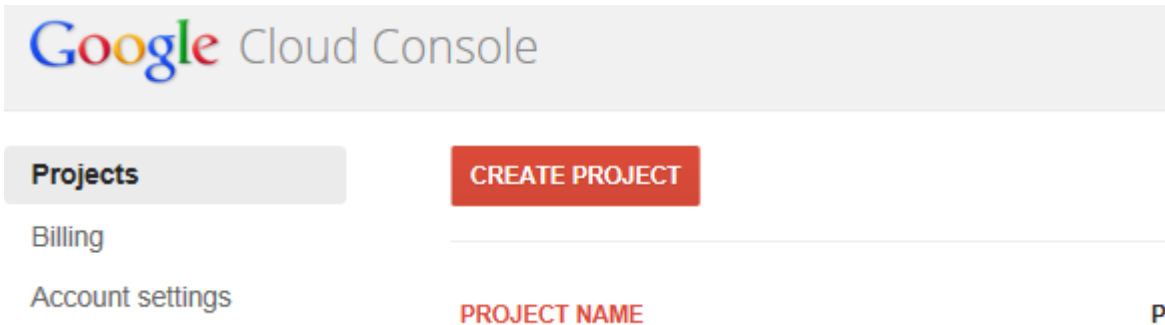 Google Cloud Console
Projects
CREATE PROJECT
Billing
Account settings
PROJECT NAME
P